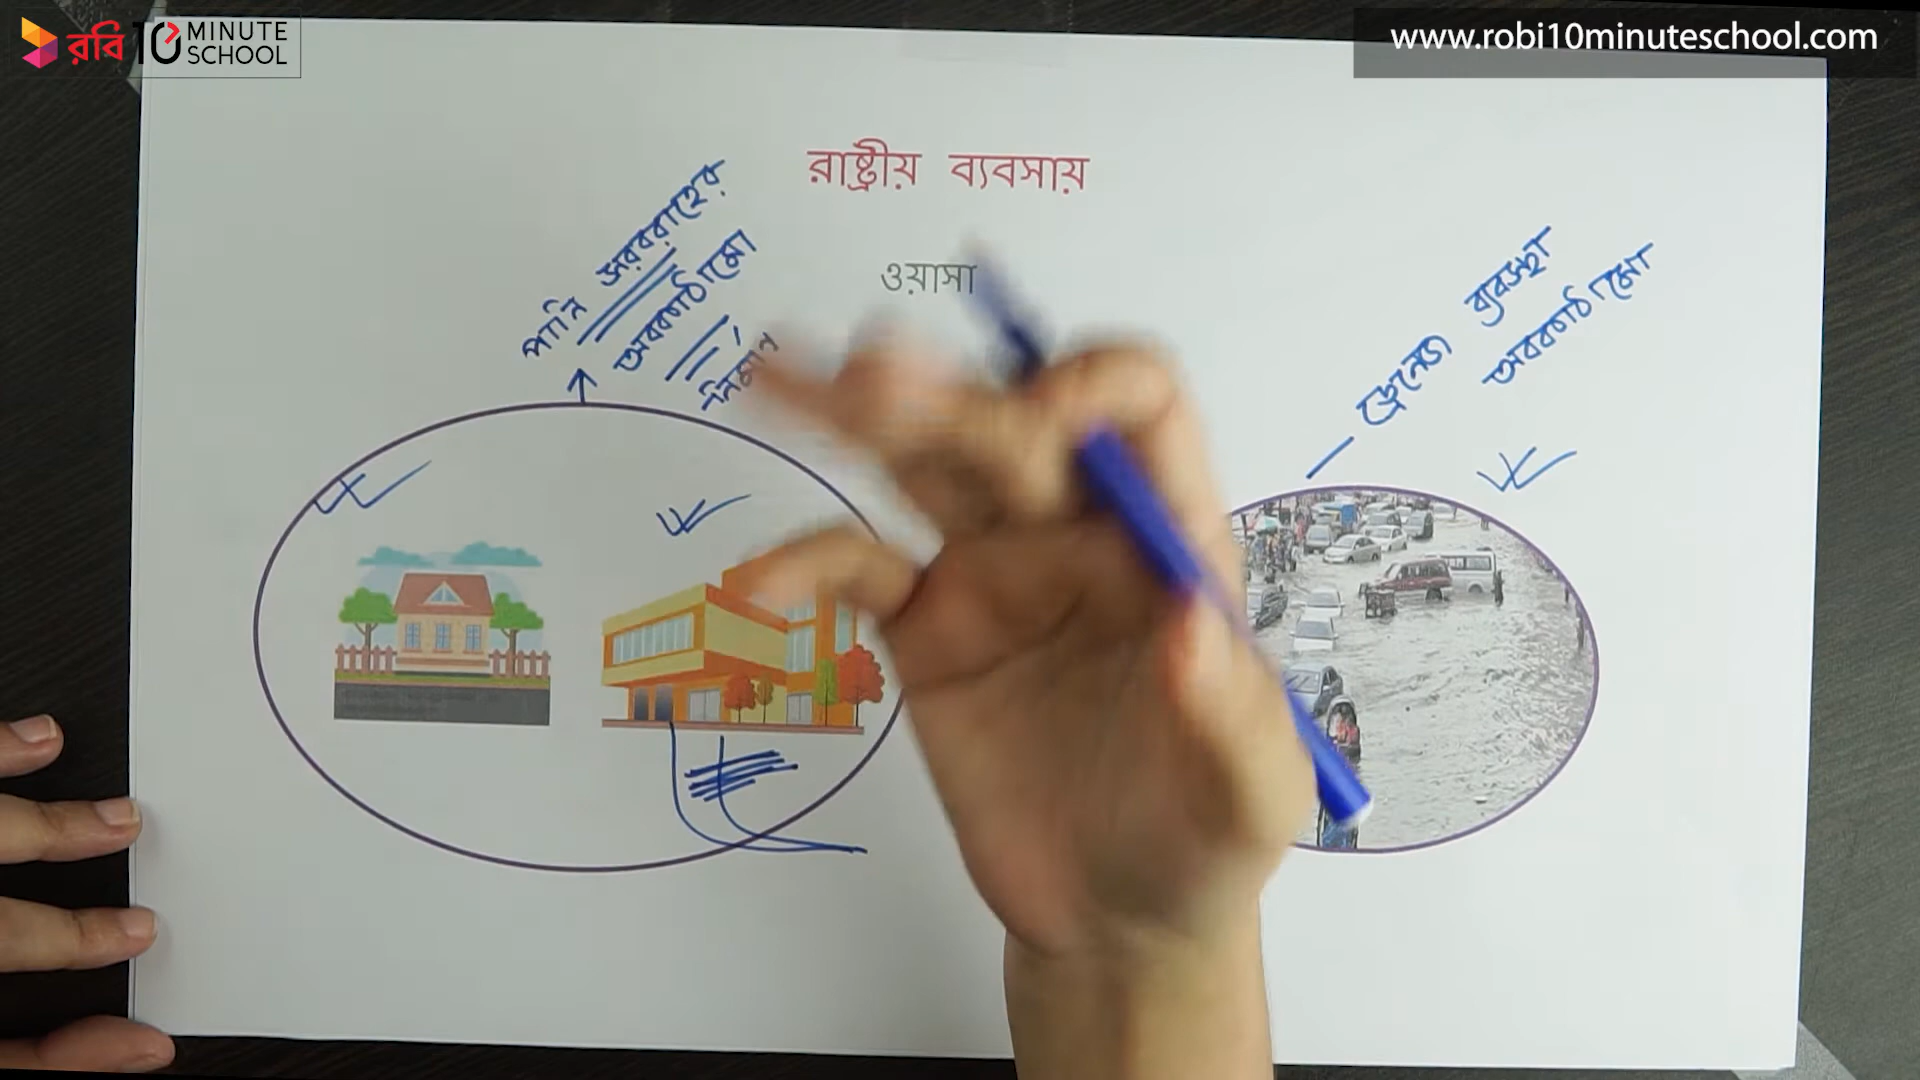 রবি 10 MINUTE SCHOOL
www.robi10minuteschool.com
রাষ্ট্রীয় ব্যবসায়
ওয়াসা
পানি সরবরাহের
অবকাঠামো
নির্মাণ
ড্রেনেজ ব্যবস্থা
অবকাঠামো